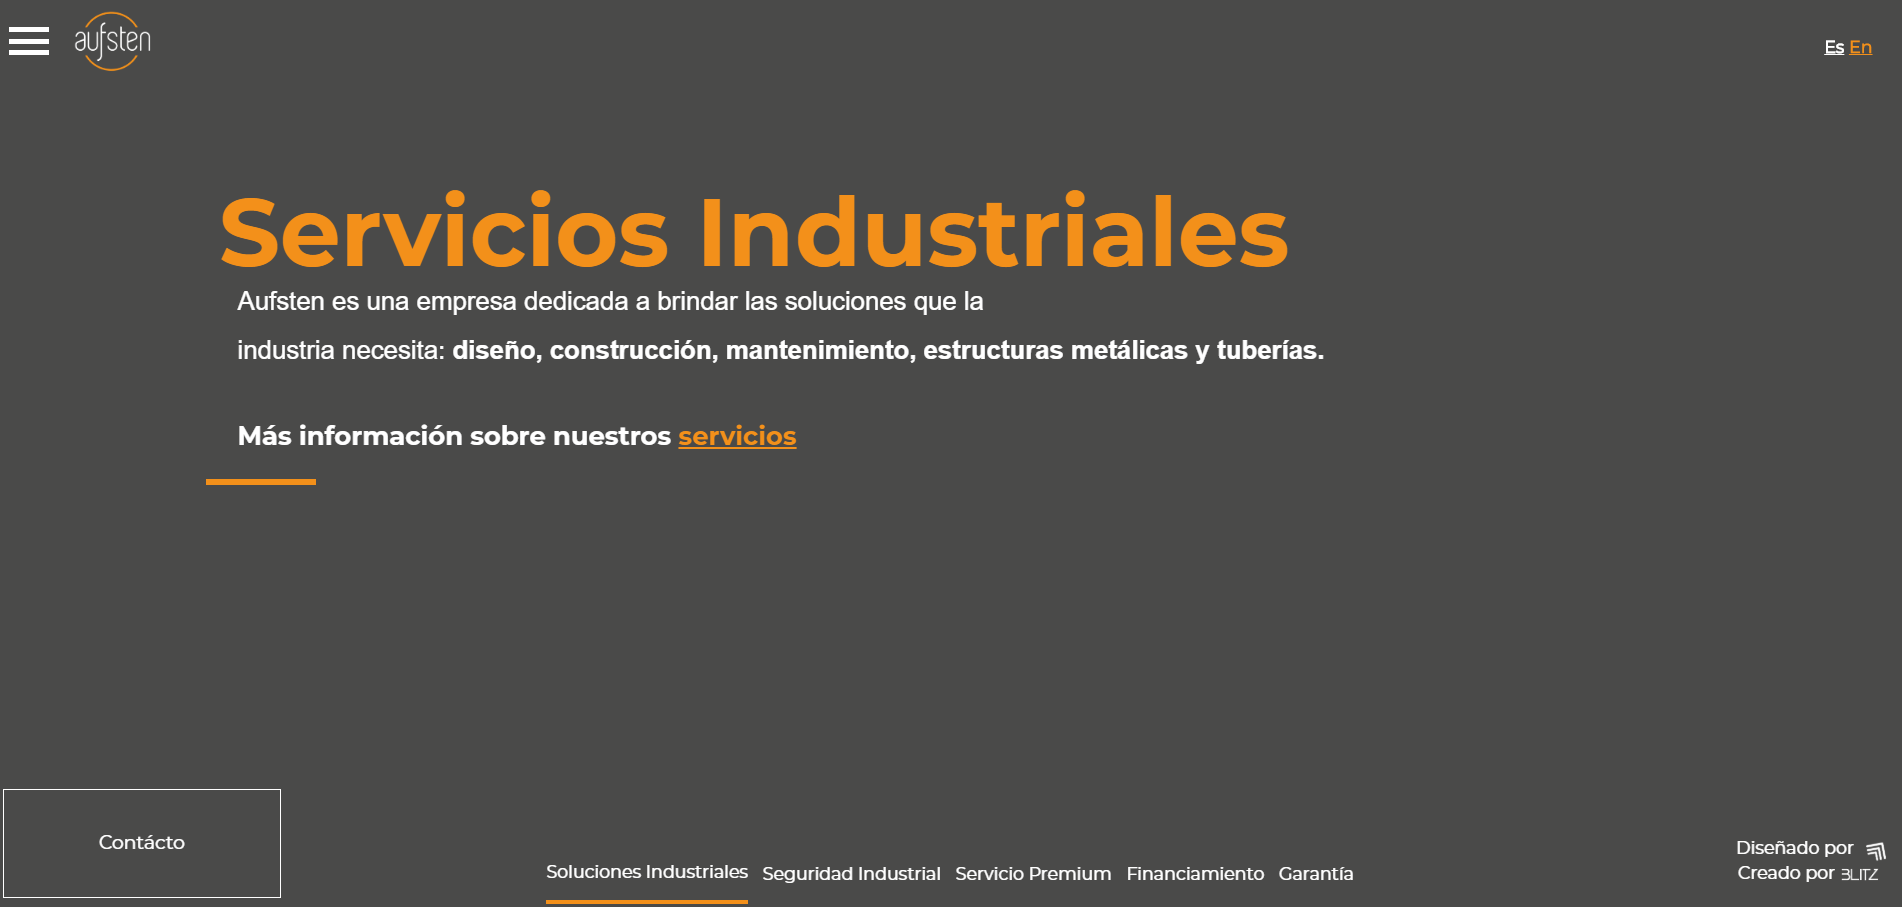 aufsten
Es En
Servicios Industriales
Aufsten es una empresa dedicada a brindar las soluciones que la
industria necesita: diseño, construcción, mantenimiento, estructuras metálicas y tuberías.
Más información sobre nuestros servicios
Contácto
Soluciones Industriales Seguridad Industrial Servicio Premium Financiamiento Garantía
Diseñado por
Creado por BLITZ